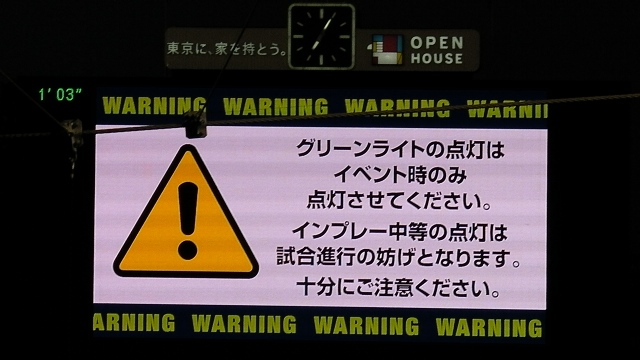 東京に、家を持とう。
OPEN
HOUSE
1'03"
WARNING WARNING WARNING WARNIN
グリーンライトの点灯は
イベント時のみ
点灯させてください。
インプレー中等の点灯は
試合進行の妨げとなります。
十分にご注意ください。
ARNING WARNING WARNING WARNING